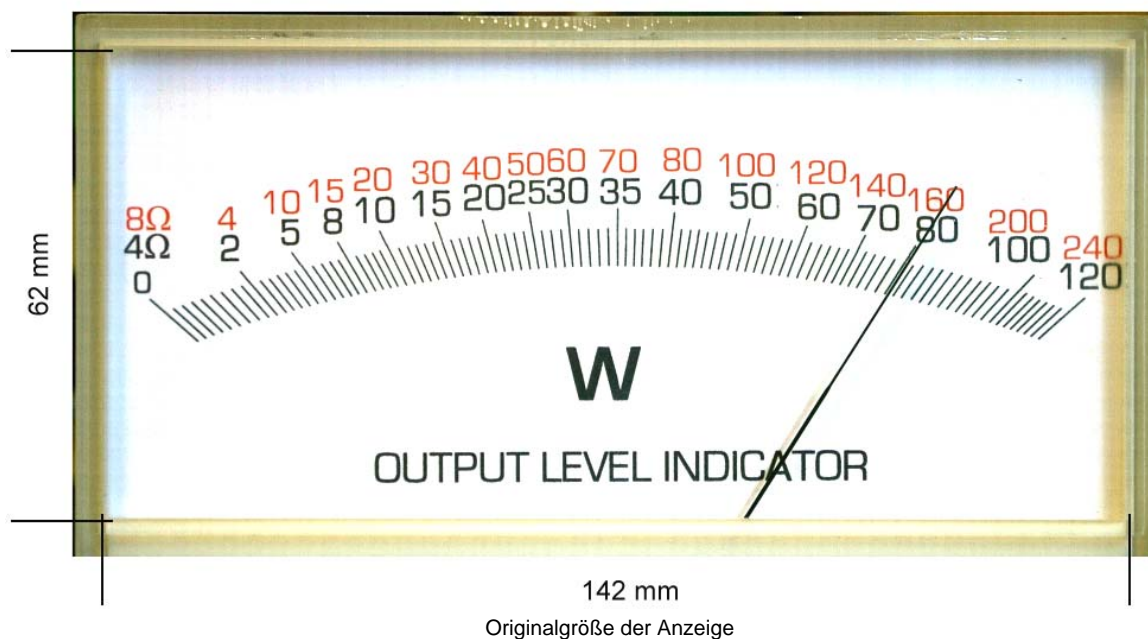 8Ω 4 10 15 20 30 40 50 60 70 80 100 120 140 160 200 240
4Ω 2 5 8 10 15 20 25 30 35 40 50 60 70 80 100 120
0
W
OUTPUT LEVEL INDICATOR
62 mm
142 mm
Originalgröße der Anzeige